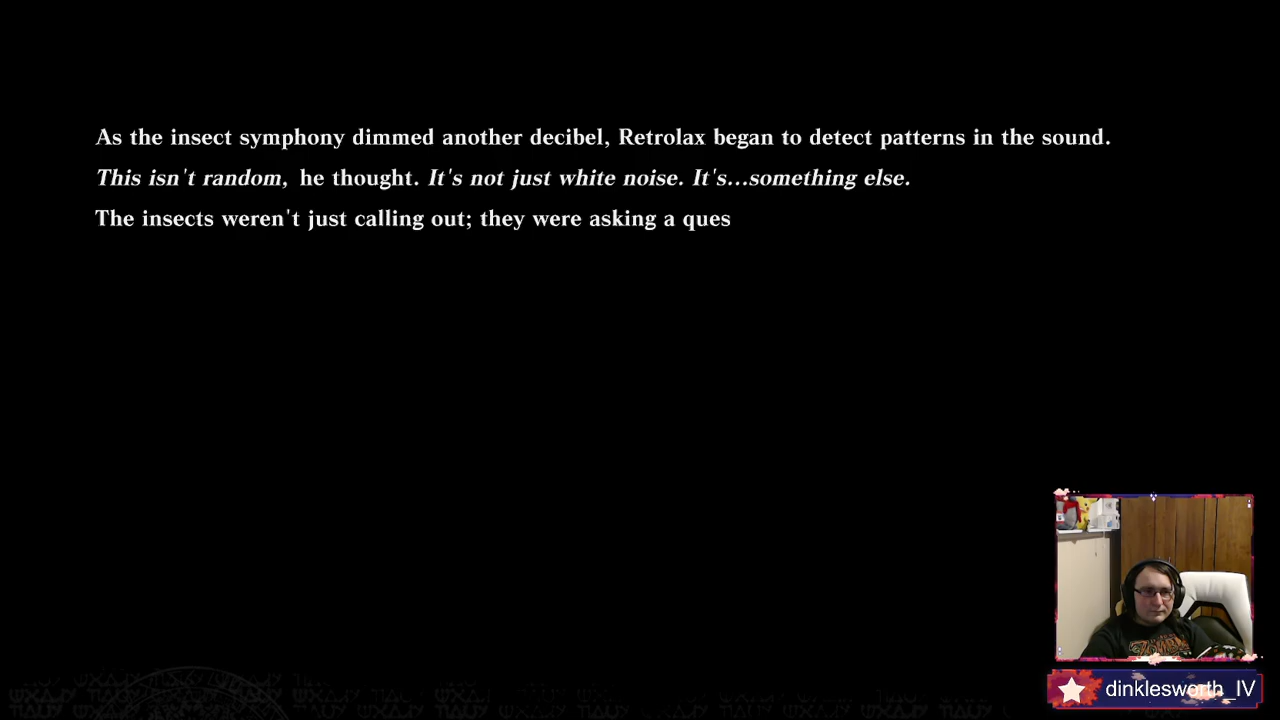 As the insect symphony dimmed another decibel, Retrolax began to detect patterns in the sound.
This isn't random, he thought. It's not just white noise. It's...something else.
The insects weren't just calling out; they were asking a ques
dinklesworth_IV